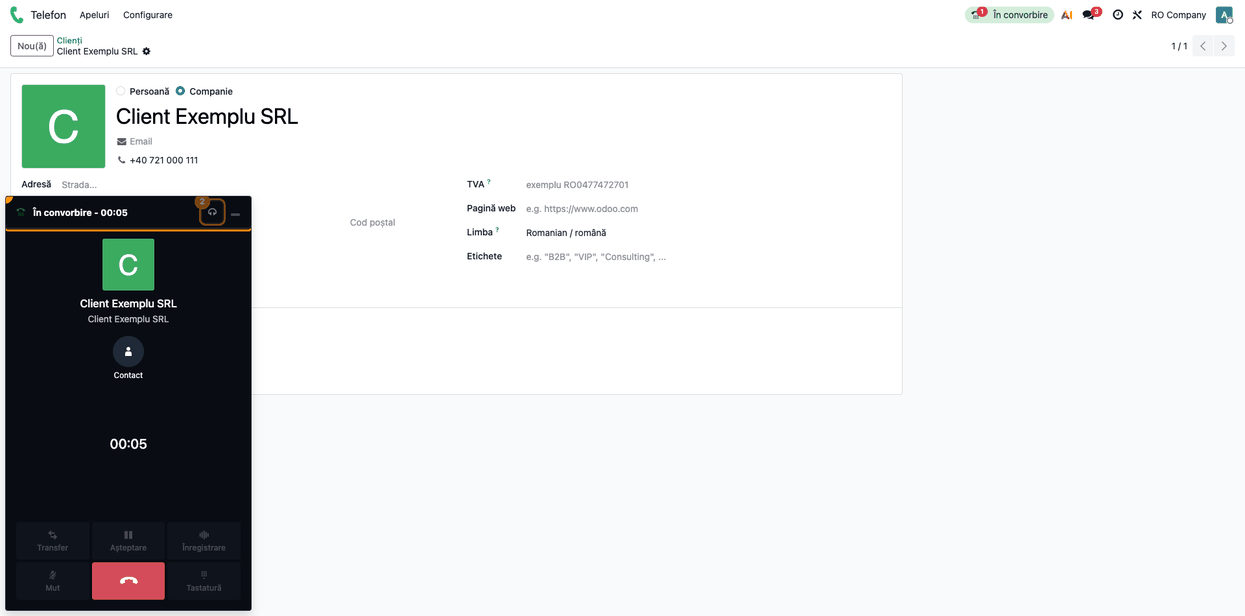 Telefon Apeluri Configurare 1 În convorbire AI 3 RO Company A
Nou(ă) Clienți
Client Exemplu SRL
1 / 1
C
Persoană Companie
Client Exemplu SRL
Email
+40 721 000 111
Adresă Strada...
Cod poștal
TVA ? exemplu RO0477472701
Pagină web e.g. https://www.odoo.com
Limba ? Romanian / română
Etichete e.g. "B2B", "VIP", "Consulting", ...
În convorbire - 00:05 2
C
Client Exemplu SRL
Client Exemplu SRL
Contact
00:05
Transfer Așteptare Înregistrare
Mut Tastatură